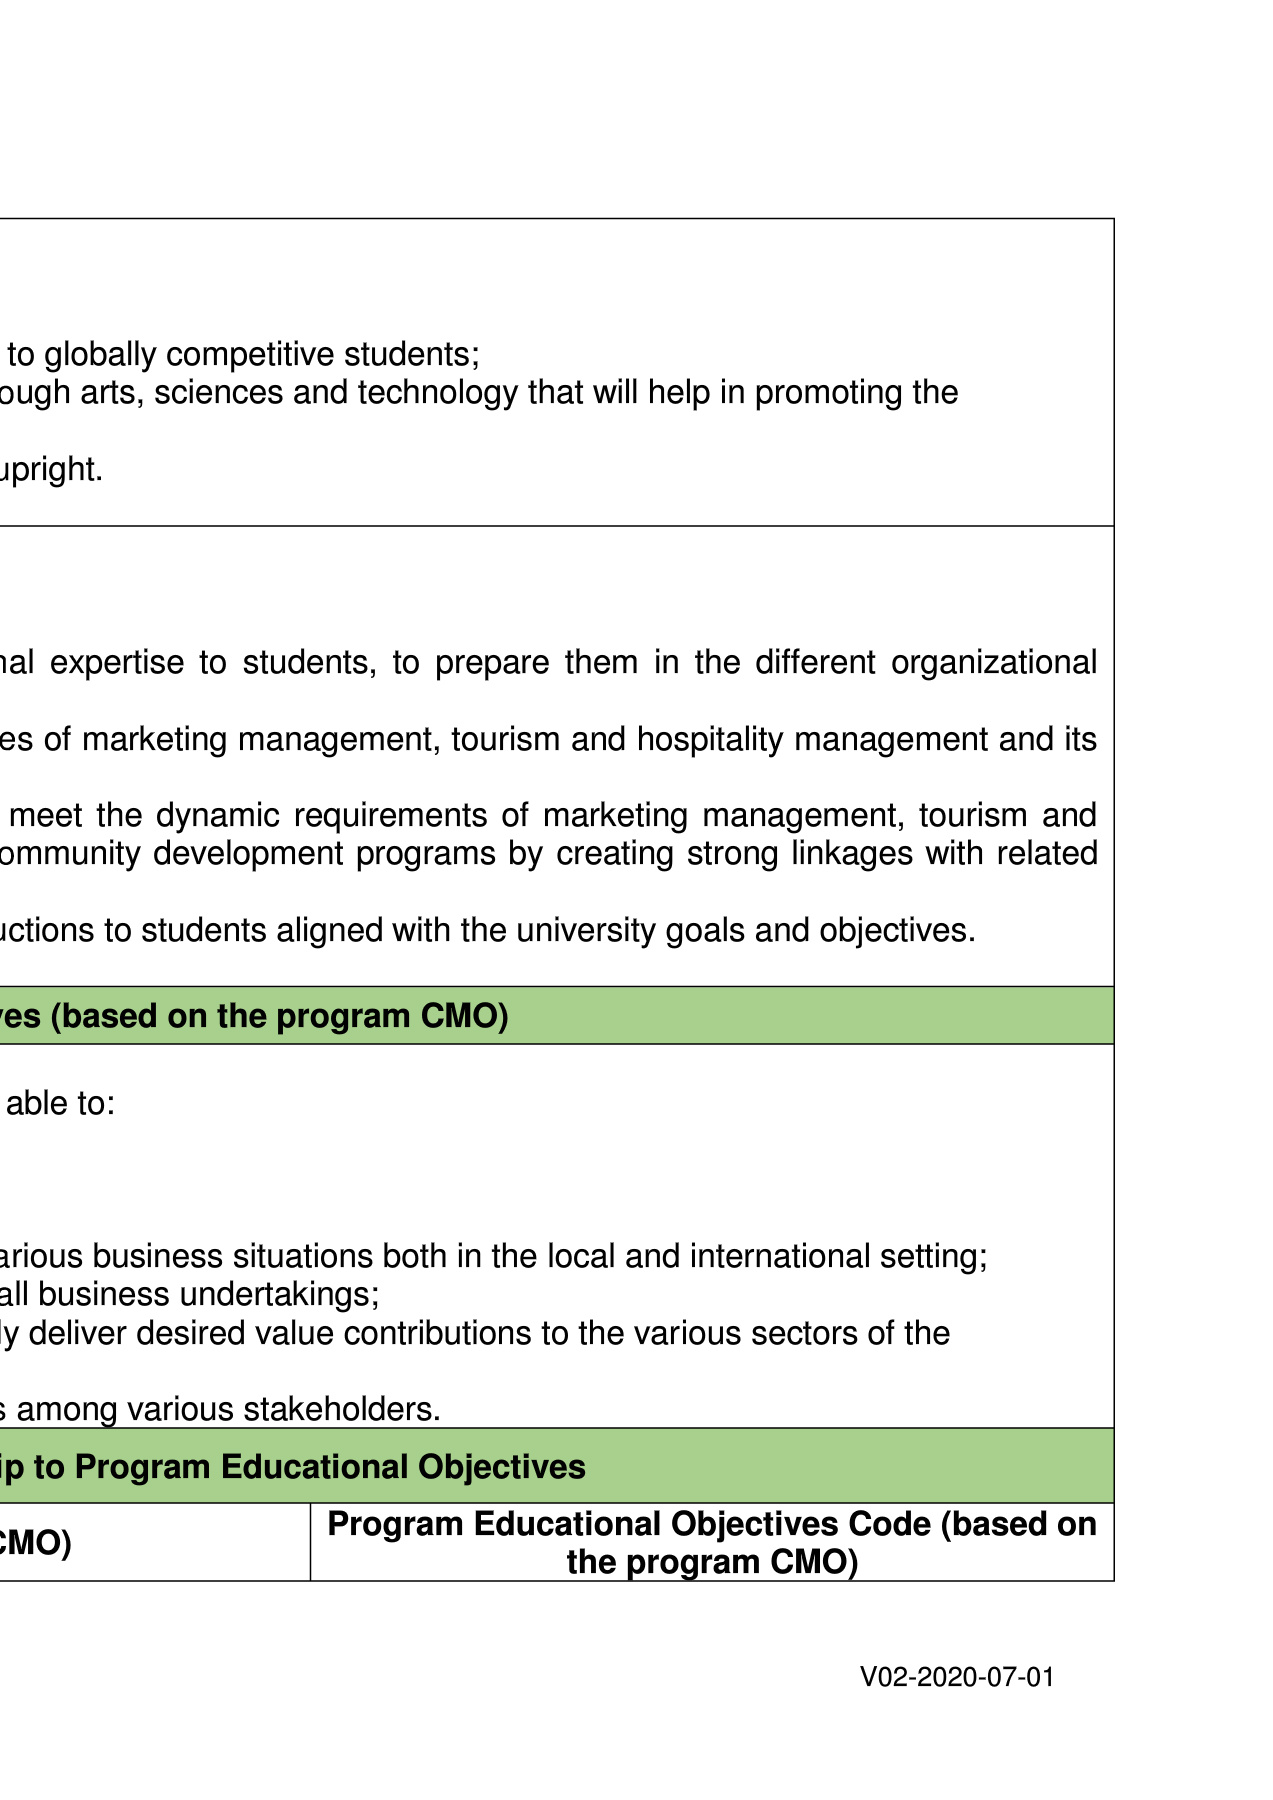 to globally competitive students;
ough arts, sciences and technology that will help in promoting the
upright.
nal expertise to students, to prepare them in the different organizational
es of marketing management, tourism and hospitality management and its
meet the dynamic requirements of marketing management, tourism and
ommunity development programs by creating strong linkages with related
uctions to students aligned with the university goals and objectives.
ves (based on the program CMO)
able to:
arious business situations both in the local and international setting;
all business undertakings;
ly deliver desired value contributions to the various sectors of the
s among various stakeholders.
ip to Program Educational Objectives
CMO)
Program Educational Objectives Code (based on
the program CMO)
V02-2020-07-01